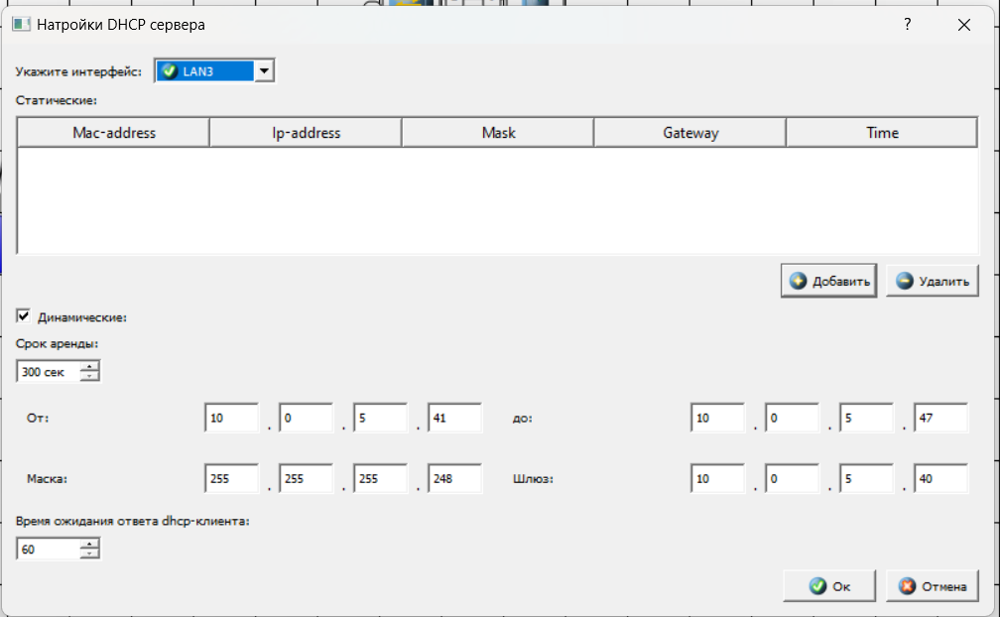 Натройки DHCP сервера ?
Укажите интерфейс: LAN3
Статические:
Mac-address Ip-address Mask Gateway Time
Добавить Удалить
Динамические:
Срок аренды:
300 сек
От: 10 . 0 . 5 . 41 до: 10 . 0 . 5 . 47
Маска: 255 . 255 . 255 . 248 Шлюз: 10 . 0 . 5 . 40
Время ожидания ответа dhcp-клиента:
60
Ок Отмена